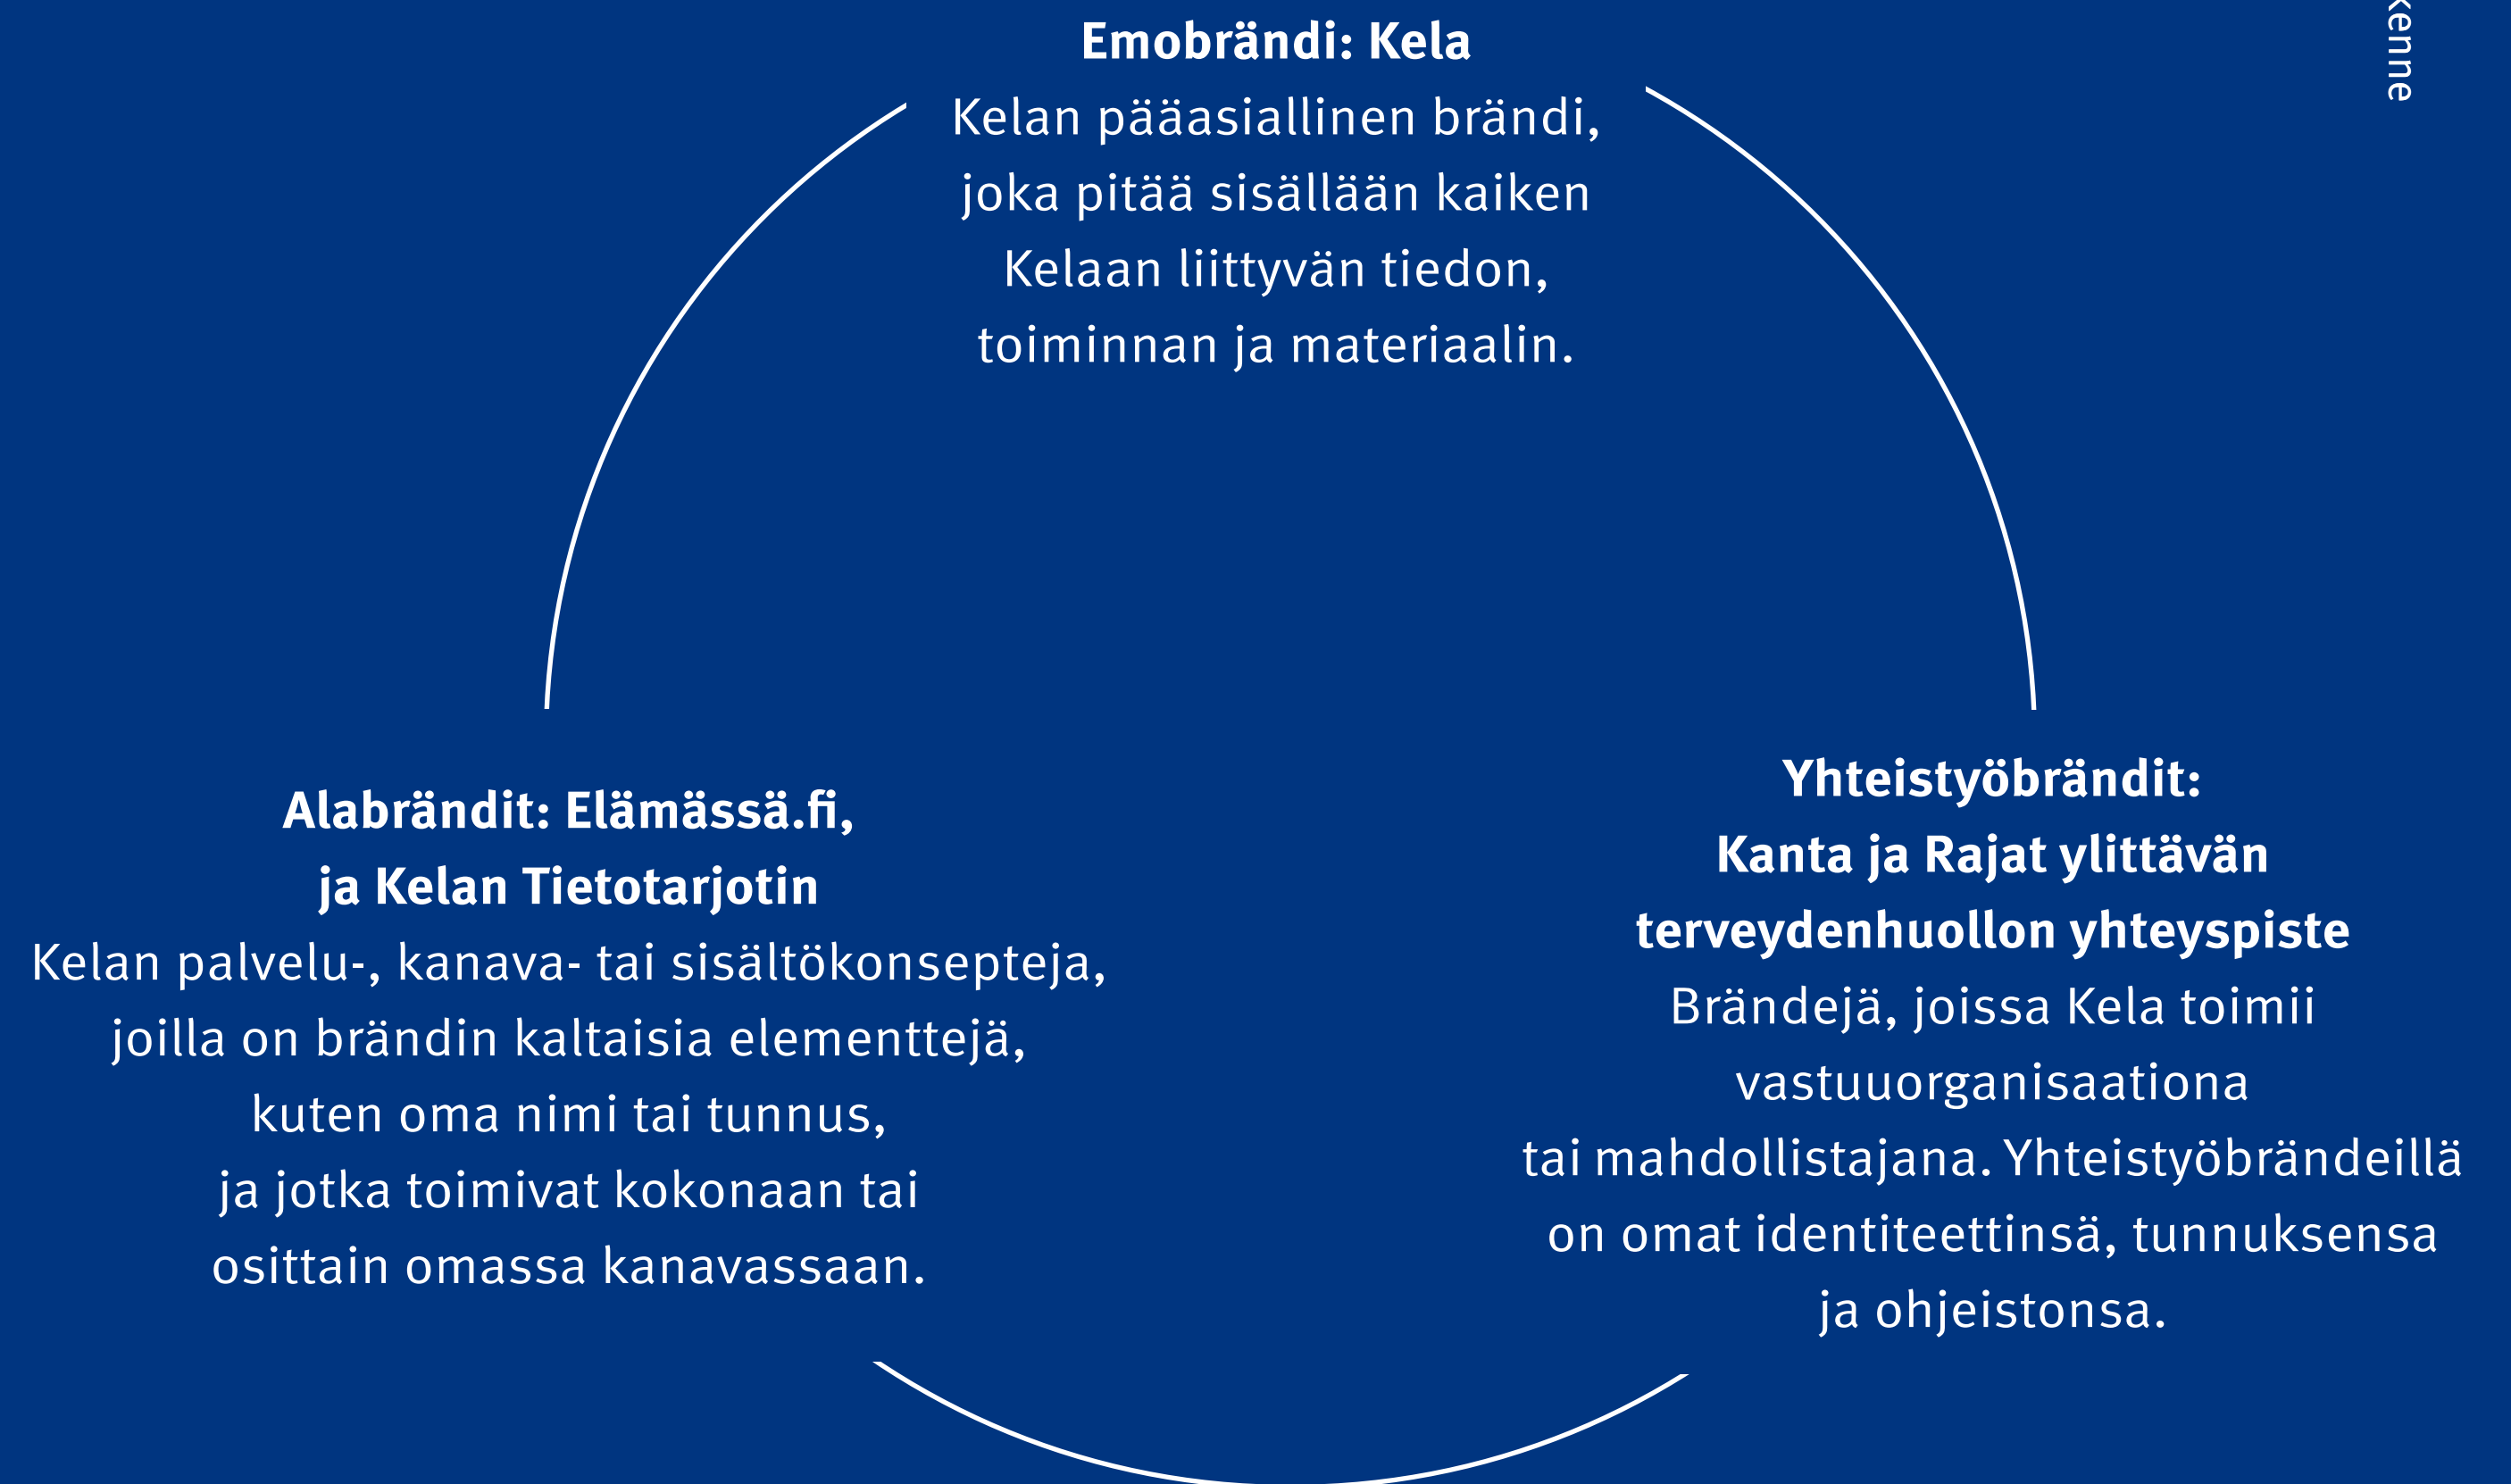 Emobrändi: Kela
Kelan pääasiallinen brändi,
joka pitää sisällään kaiken
Kelaan liittyvän tiedon,
toiminnan ja materiaalin.
Alabrändit: Elämässä.fi,
ja Kelan Tietotarjotin
Kelan palvelu-, kanava- tai sisältökonsepteja,
joilla on brändin kaltaisia elementtejä,
kuten oma nimi tai tunnus,
ja jotka toimivat kokonaan tai
osittain omassa kanavassaan.
Yhteistyöbrändit:
Kanta ja Rajat ylittävän
terveydenhuollon yhteyspiste
Brändejä, joissa Kela toimii
vastuuorganisaationa
tai mahdollistajana. Yhteistyöbrändeillä
on omat identiteettinsä, tunnuksensa
ja ohjeistonsa.